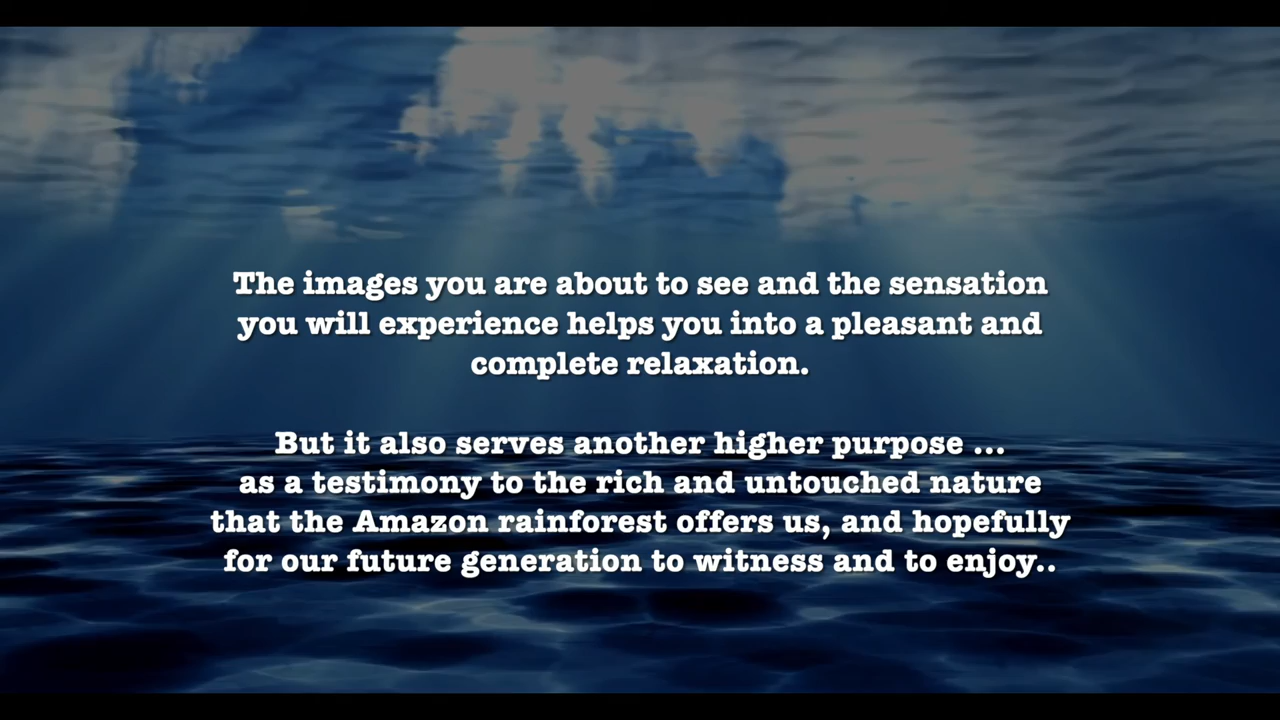 The images you are about to see and the sensation
you will experience helps you into a pleasant and
complete relaxation.
But it also serves another higher purpose ...
as a testimony to the rich and untouched nature
that the Amazon rainforest offers us, and hopefully
for our future generation to witness and to enjoy..